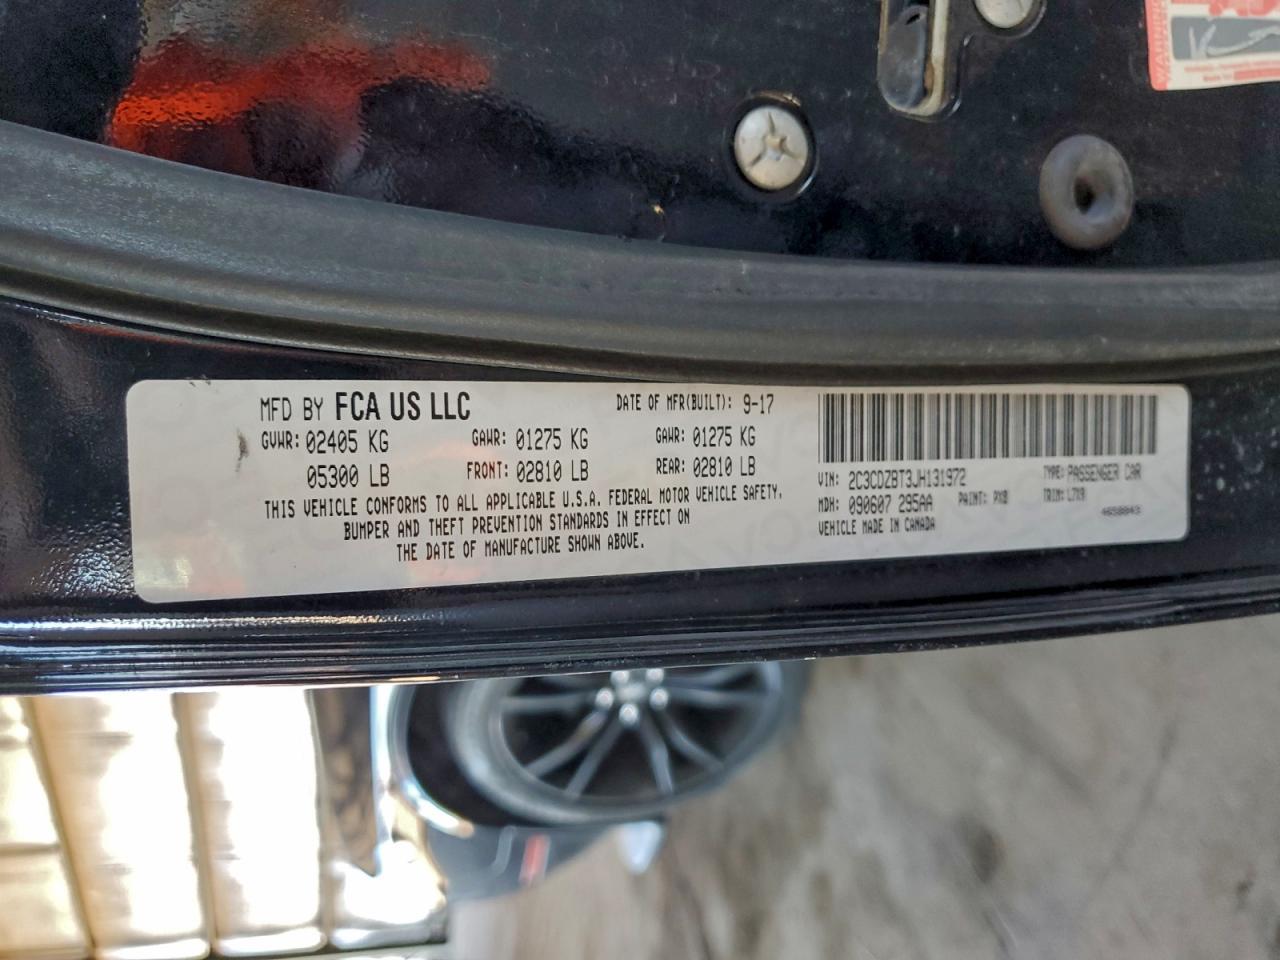 MFD BY FCA US LLC
DATE OF MFR(BUILT): 9-17
GVWR: 02405 KG
GAWR: 01275 KG
GAWR: 01275 KG
05300 LB
FRONT: 02810 LB
REAR: 02810 LB
THIS VEHICLE CONFORMS TO ALL APPLICABLE U.S.A. FEDERAL MOTOR VEHICLE SAFETY,
BUMPER AND THEFT PREVENTION STANDARDS IN EFFECT ON
THE DATE OF MANUFACTURE SHOWN ABOVE.
VIN: 2C3CDZBT3JH131972
TYPE: PASSENGER CAR
MDH: 090607 295AA
PAINT: PX8
TRIM: L7X9
VEHICLE MADE IN CANADA